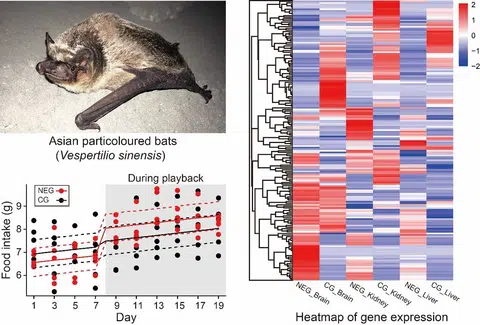 Asian particoloured bats
(Vespertilio sinensis)
During playback
NEG
CG
Food intake (g)
9
8
7
6
1 3 5 7 9 11 13 15 17 19
Day
2
1
0
−1
−2
NEG_Brain
CG_Brain
NEG_Kidney
CG_Kidney
NEG_Liver
CG_Liver
Heatmap of gene expression